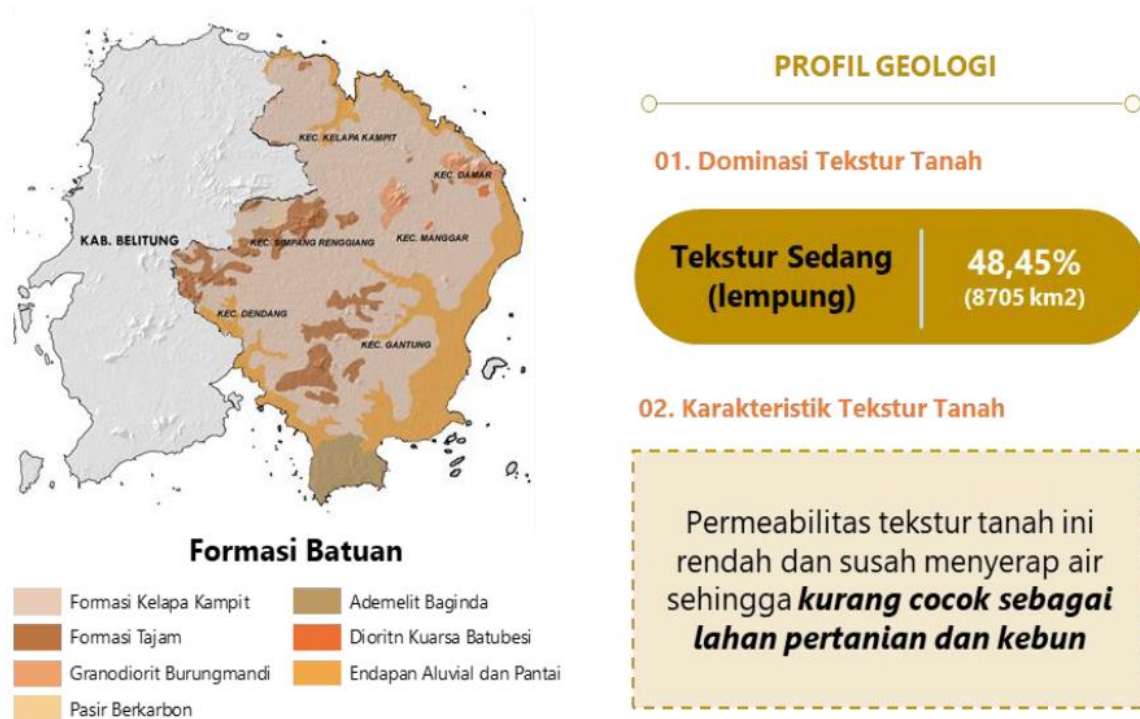 KEC. KELAPA KAMPIT
KEC. DAMAR
KAB. BELITUNG
KEC. SIMPANG RENGGIANG
KEC. MANGGAR
KEC. DENDANG
KEC. GANTUNG
Formasi Batuan
Formasi Kelapa Kampit
Formasi Tajam
Granodiorit Burungmandi
Pasir Berkarbon
Ademelit Baginda
Dioritn Kuarsa Batubesi
Endapan Aluvial dan Pantai
PROFIL GEOLOGI
01. Dominasi Tekstur Tanah
Tekstur Sedang
(lempung)
48,45%
(8705 km2)
02. Karakteristik Tekstur Tanah
Permeabilitas tekstur tanah ini
rendah dan susah menyerap air
sehingga kurang cocok sebagai
lahan pertanian dan kebun